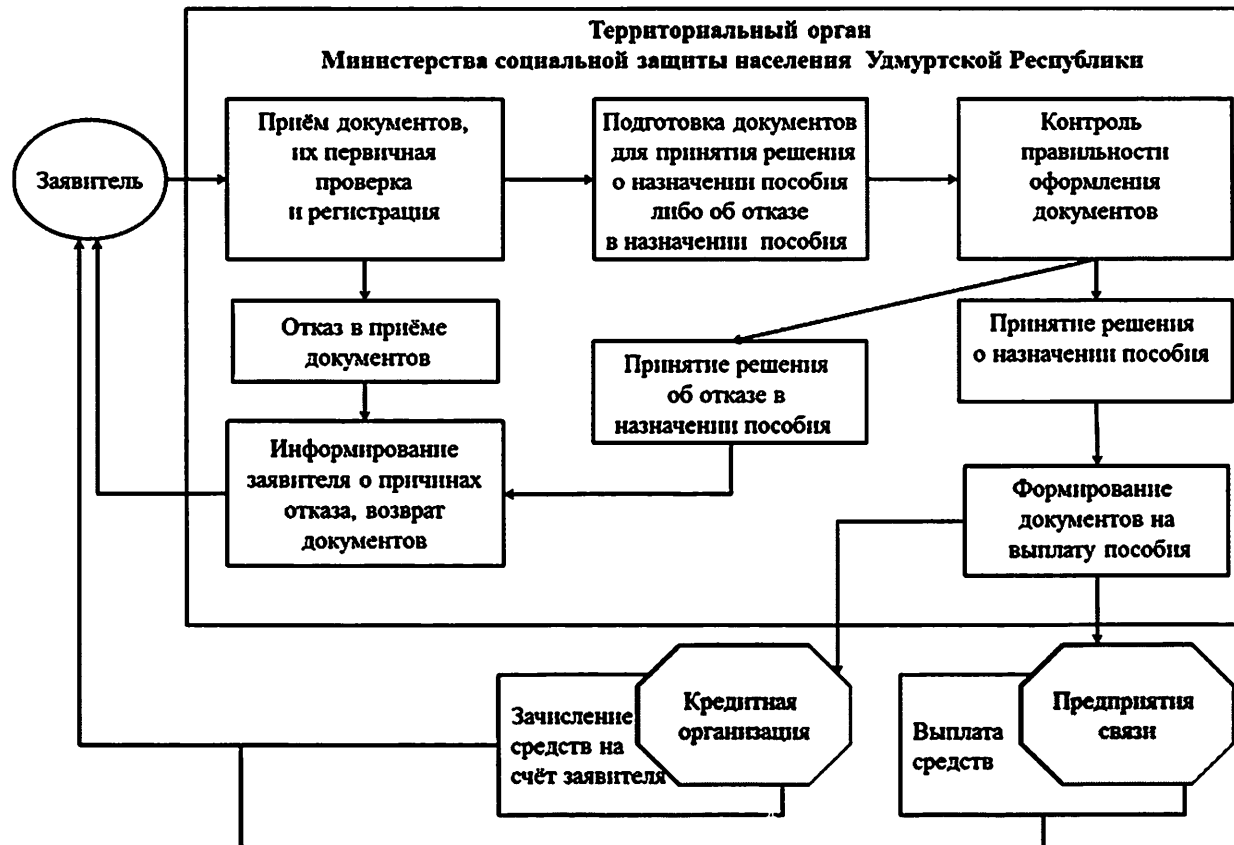 Территориальный орган
Министерства социальной защиты населения Удмуртской Республики
Заявитель
Приём документов,
их первичная
проверка
и регистрация
Подготовка документов
для принятия решения
о назначении пособия
либо об отказе
в назначении пособия
Контроль
правильности
оформления
документов
Отказ в приёме
документов
Принятие решения
об отказе в
назначении пособия
Принятие решения
о назначении пособия
Информирование
заявителя о причинах
отказа, возврат
документов
Формирование
документов на
выплату пособия
Зачисление
средств на
счёт заявителя
Кредитная
организация
Выплата
средств
Предприятия
связи